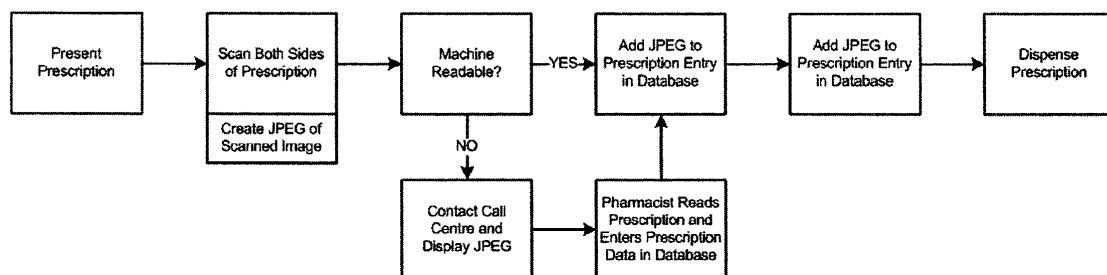 Present
Prescription
Scan Both Sides
of Prescription
Create JPEG of
Scanned Image
Machine
Readable?
YES
Add JPEG to
Prescription Entry
in Database
Add JPEG to
Prescription Entry
in Database
Dispense
Prescription
NO
Contact Call
Centre and
Display JPEG
Pharmacist Reads
Prescription and
Enters Prescription
Data in Database